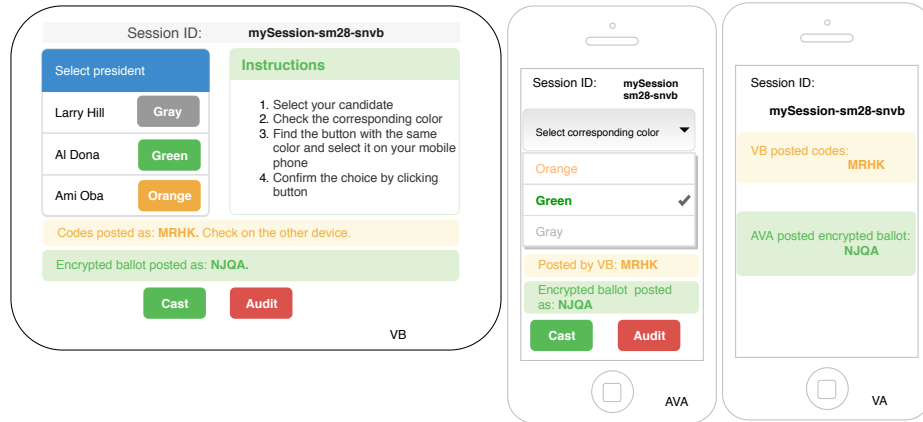 Session ID: mySession-sm28-snvb
Select president
Larry Hill Gray
Al Dona Green
Ami Oba Orange
Instructions
1. Select your candidate
2. Check the corresponding color
3. Find the button with the same
color and select it on your mobile
phone
4. Confirm the choice by clicking
button
Codes posted as: MRHK. Check on the other device.
Encrypted ballot posted as: NJQA.
Cast Audit
VB
Session ID: mySession
sm28-snvb
Select corresponding color
Orange
Green
Gray
Posted by VB: MRHK
Encrypted ballot posted
as: NJQA
Cast Audit
AVA
Session ID:
mySession-sm28-snvb
VB posted codes:
MRHK
AVA posted encrypted ballot:
NJQA
VA